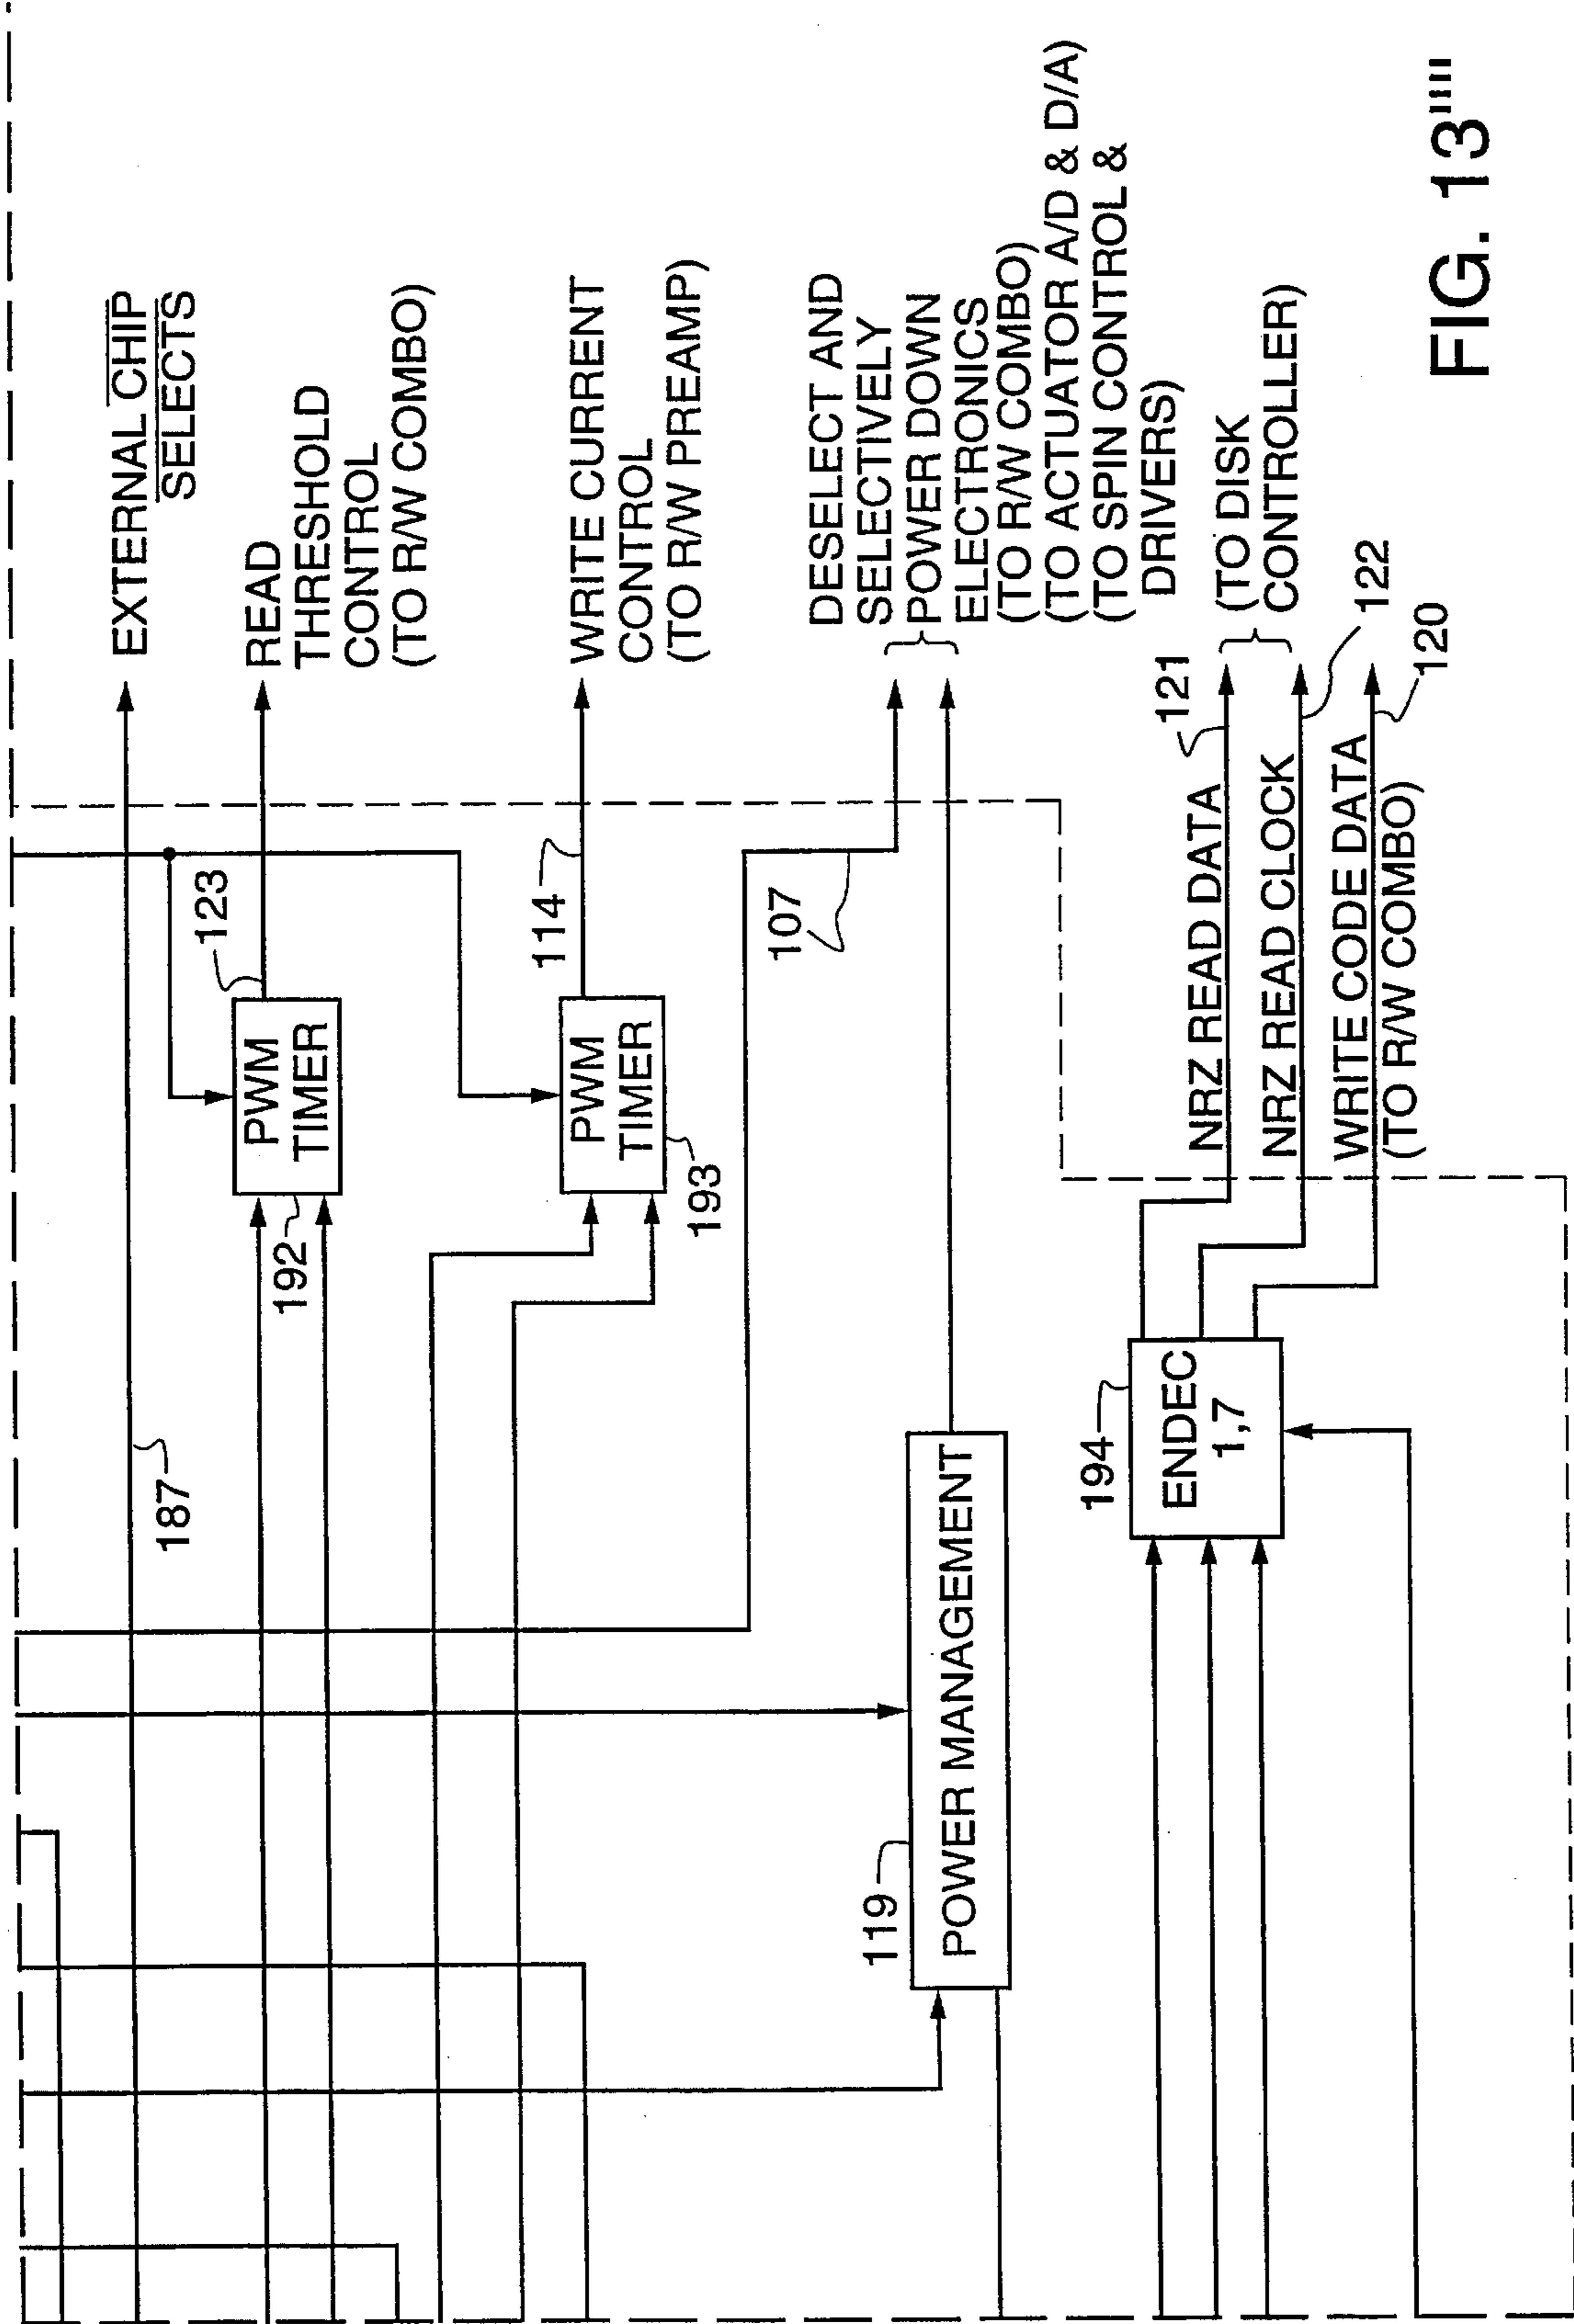 EXTERNAL CHIP
SELECTS
187
READ
THRESHOLD
CONTROL
(TO R/W COMBO)
123
PWM
TIMER
192
WRITE CURRENT
CONTROL
(TO R/W PREAMP)
114
PWM
TIMER
193
DESELECT AND
SELECTIVELY
POWER DOWN
ELECTRONICS
(TO R/W COMBO)
(TO ACTUATOR A/D & D/A)
(TO SPIN CONTROL &
DRIVERS)
107
119
POWER MANAGEMENT
194
ENDEC
1,7
NRZ READ DATA
121
(TO DISK
CONTROLLER)
NRZ READ CLOCK
122
WRITE CODE DATA
(TO R/W COMBO)
120
FIG. 13'''''